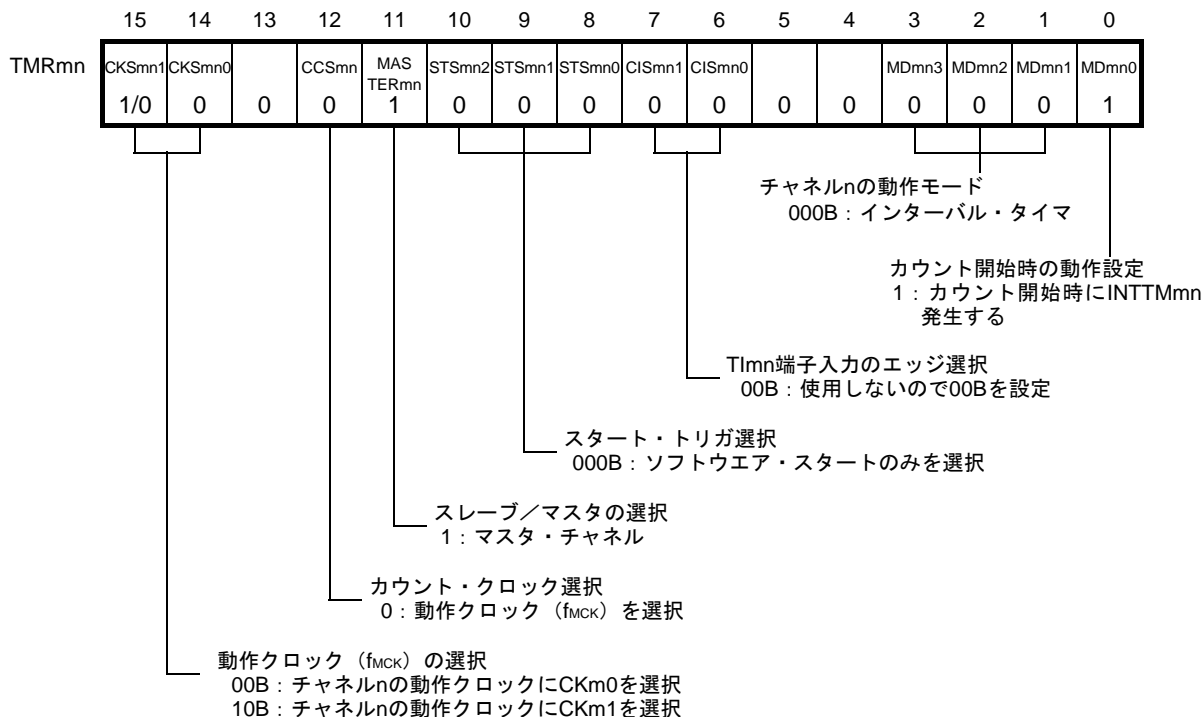 15 14 13 12 11 10 9 8 7 6 5 4 3 2 1 0
TMRmn CKSmn1 CKSmn0 CCSmn MAS TERmn STSmn2 STSmn1 STSmn0 CISmn1 CISmn0 MDmn3 MDmn2 MDmn1 MDmn0
1/0 0 0 0 1 0 0 0 0 0 0 0 0 0 0 1
チャネルnの動作モード
000B：インターバル・タイマ
カウント開始時の動作設定
1：カウント開始時にINTTMmn
発生する
TImn端子入力のエッジ選択
00B：使用しないので00Bを設定
スタート・トリガ選択
000B：ソフトウエア・スタートのみを選択
スレーブ／マスタの選択
1：マスタ・チャネル
カウント・クロック選択
0：動作クロック（fMCK）を選択
動作クロック（fMCK）の選択
00B：チャネルnの動作クロックにCKm0を選択
10B：チャネルnの動作クロックにCKm1を選択